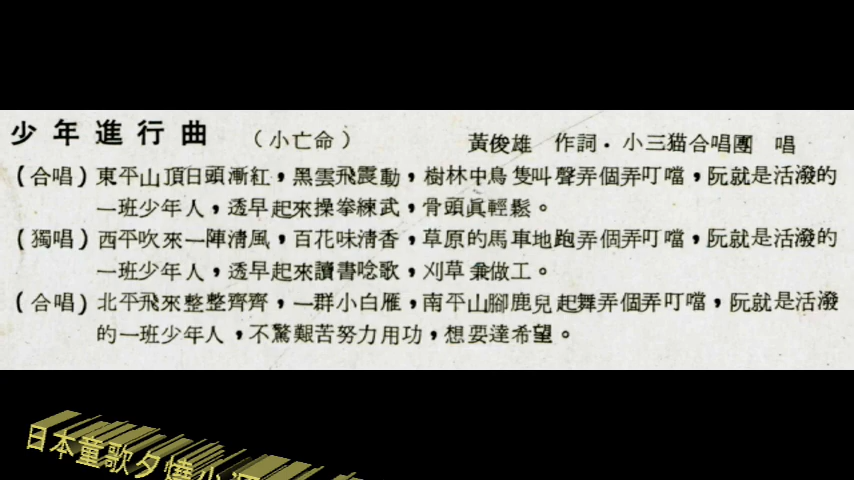 少年進行曲 （小亡命） 黃俊雄 作詞・小三猫合唱團 唱
（合唱）東平山頂日頭漸紅，黑雲飛震動，樹林中鳥隻叫聲弄個弄叮噹，阮就是活潑的
一班少年人，透早起來操拳練武，骨頭眞輕鬆。
（獨唱）西平吹來一陣清風，百花味清香，草原的馬車地跑弄個弄叮噹，阮就是活潑的
一班少年人，透早起來讀書唸歌，刈草兼做工。
（合唱）北平飛來整整齊齊，一群小白雁，南平山腳鹿兒起舞弄個弄叮噹，阮就是活潑
的一班少年人，不驚艱苦努力用功，想要達希望。
日本童歌夕燒小